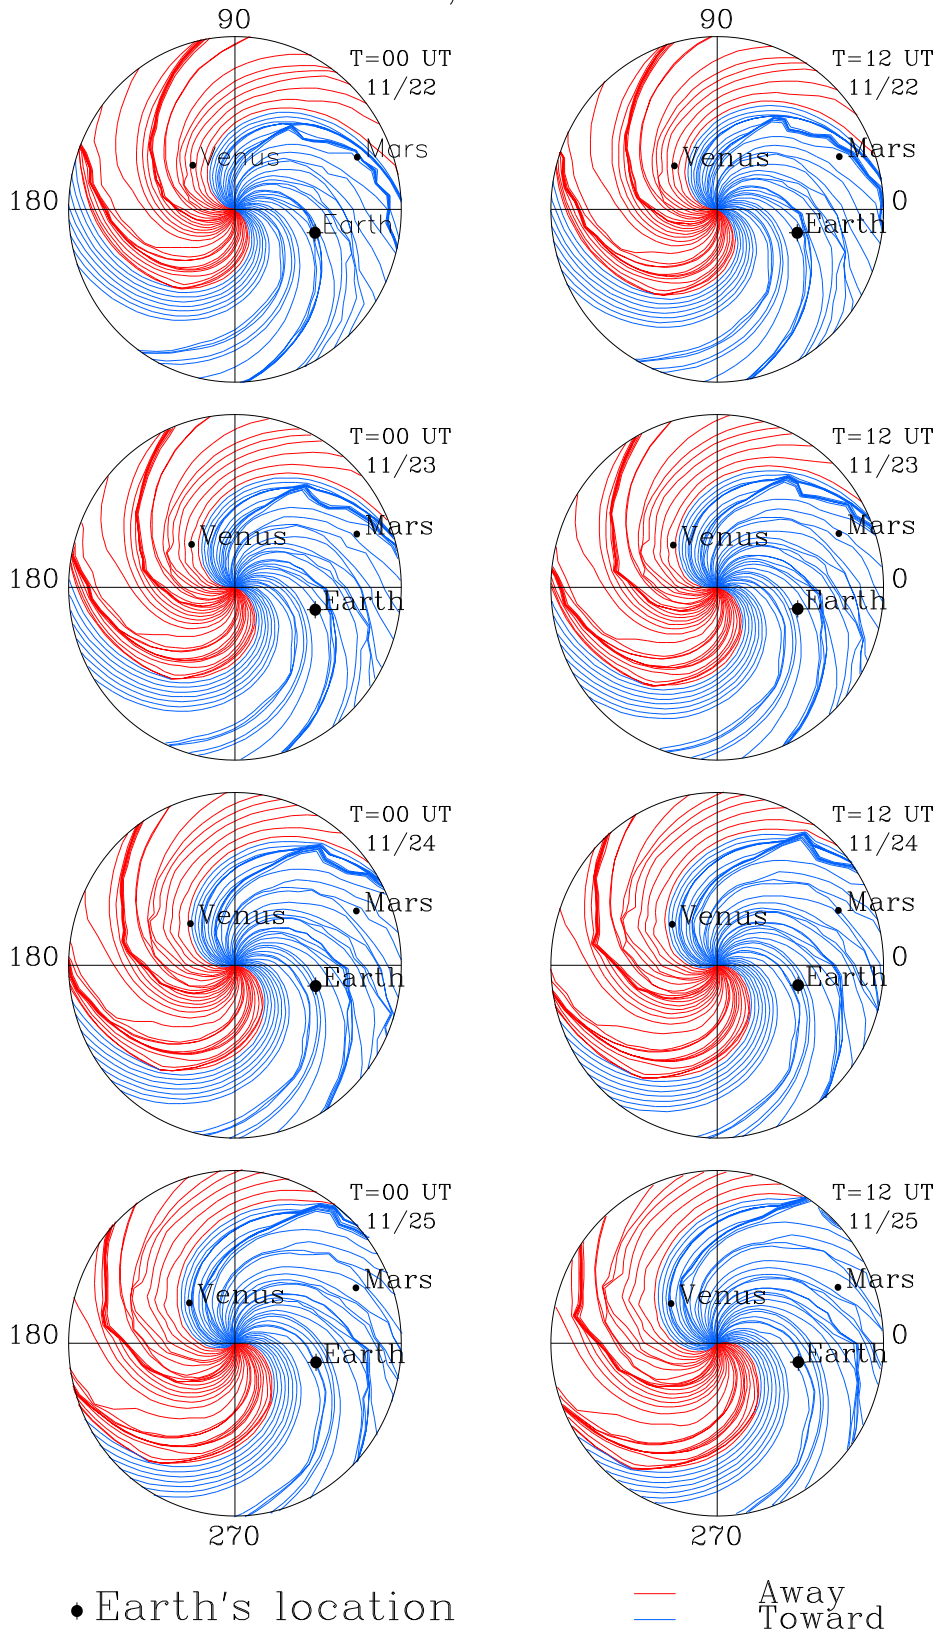 90 90
T=00 UT T=12 UT
11/22 11/22
Venus Mars Venus Mars
180 0
Earth Earth
T=00 UT T=12 UT
11/23 11/23
Venus Mars Venus Mars
180 0
Earth Earth
T=00 UT T=12 UT
11/24 11/24
Venus Mars Venus Mars
180 0
Earth Earth
T=00 UT T=12 UT
11/25 11/25
Venus Mars Venus Mars
180 0
Earth Earth
270 270
Earth's location Away
Toward